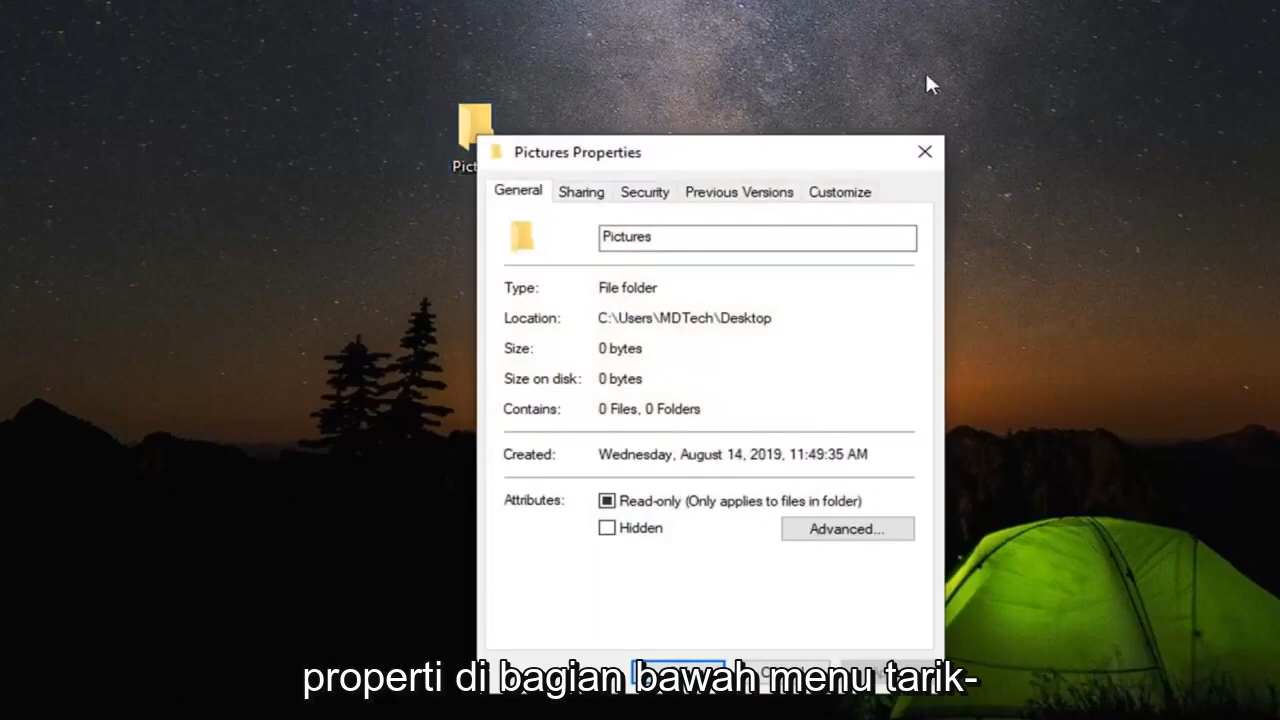 Pict
Pictures Properties
General Sharing Security Previous Versions Customize
Pictures
Type: File folder
Location: C:\Users\MDTech\Desktop
Size: 0 bytes
Size on disk: 0 bytes
Contains: 0 Files, 0 Folders
Created: Wednesday, August 14, 2019, 11:49:35 AM
Attributes: Read-only (Only applies to files in folder)
Hidden Advanced...
properti di bagian bawah menu tarik-